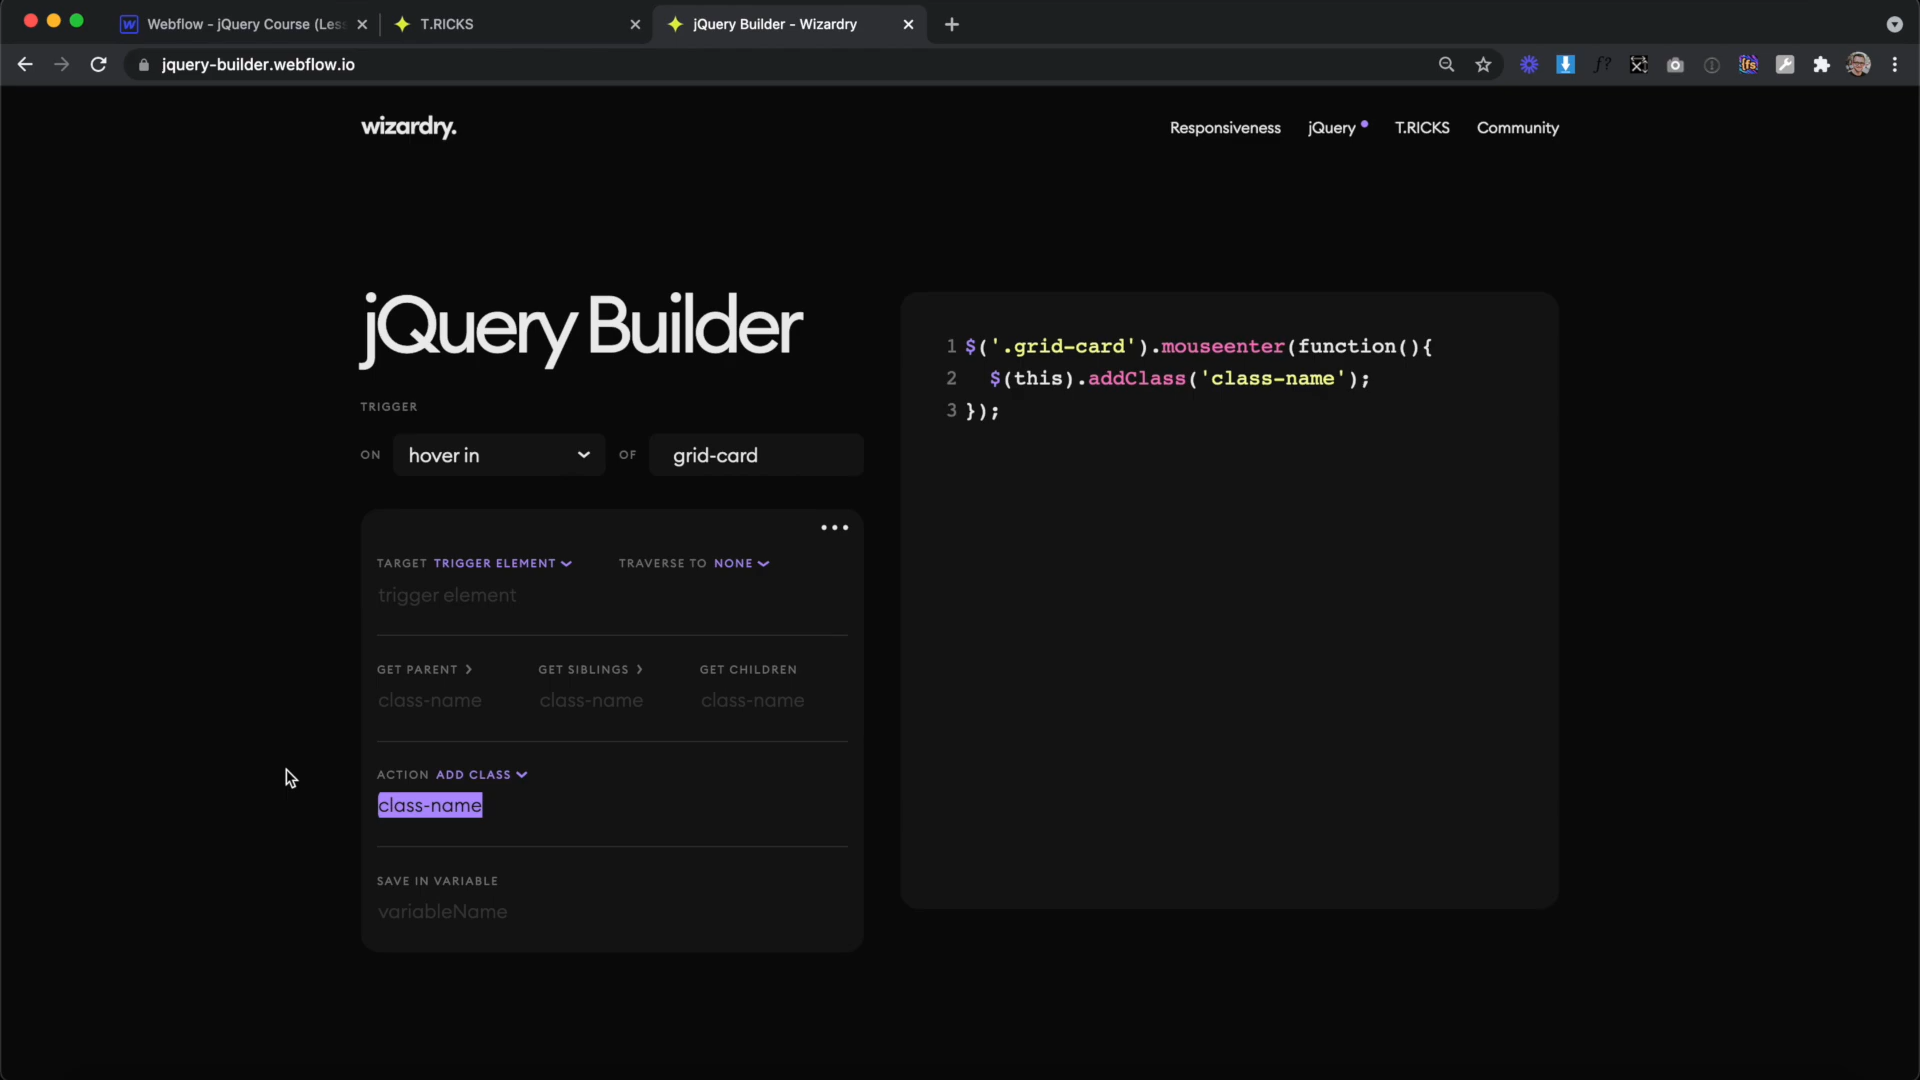 Webflow - jQuery Course (Les
T.RICKS
jQuery Builder - Wizardry
jquery-builder.webflow.io
wizardry.
Responsiveness
jQuery
T.RICKS
Community
jQuery Builder
TRIGGER
ON
hover in
OF
grid-card
TARGET TRIGGER ELEMENT
TRAVERSE TO NONE
trigger element
GET PARENT
GET SIBLINGS
GET CHILDREN
class-name
class-name
class-name
ACTION ADD CLASS
class-name
SAVE IN VARIABLE
variableName
1 $('.grid-card').mouseenter(function(){
2 $(this).addClass('class-name');
3 });